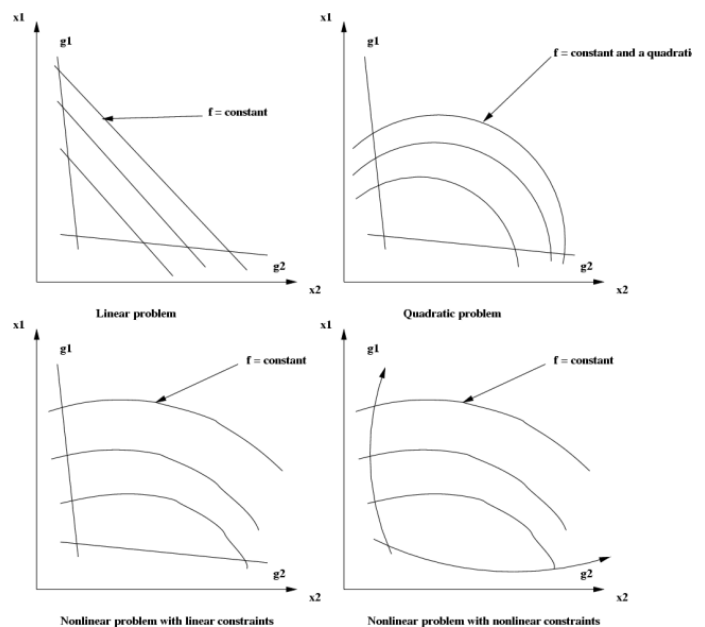 x1
g1
f = constant
g2
x2
Linear problem
x1
g1
f = constant and a quadrati
g2
x2
Quadratic problem
x1
g1
f = constant
g2
x2
Nonlinear problem with linear constraints
x1
g1
f = constant
g2
x2
Nonlinear problem with nonlinear constraints